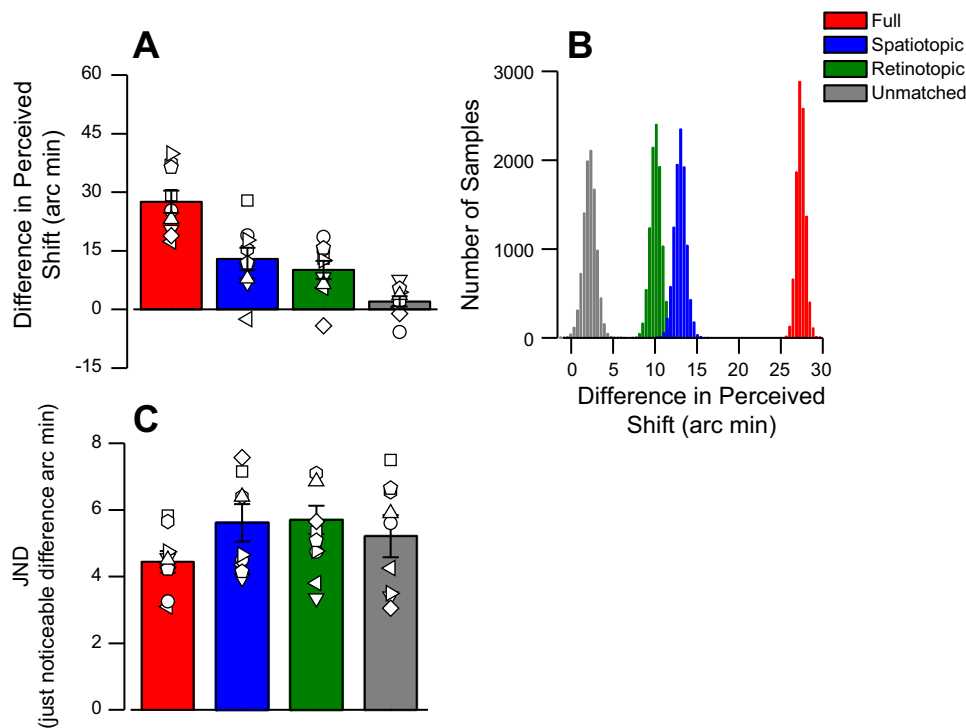 A
Difference in Perceived
Shift (arc min)
60
45
30
15
0
-15
B
Full
Spatiotopic
Retinotopic
Unmatched
Number of Samples
3000
2000
1000
0
0 5 10 15 20 25 30
Difference in Perceived
Shift (arc min)
C
JND
(just noticeable difference arc min)
8
6
4
2
0